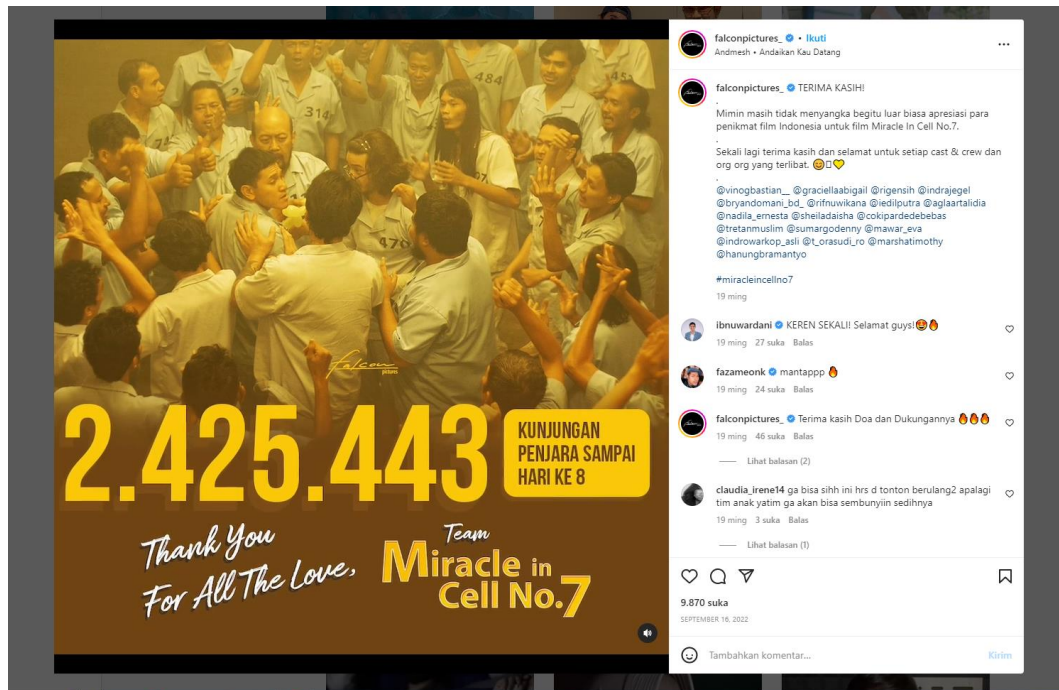 484
451
314
470
falcon
pictures
2.425.443
KUNJUNGAN
PENJARA SAMPAI
HARI KE 8
Thank You
For All The Love,
Team
Miracle in
Cell No.7
falconpictures_ • Ikuti
Andmesh • Andaikan Kau Datang
falconpictures_ TERIMA KASIH!
.
Mimin masih tidak menyangka begitu luar biasa apresiasi para
penikmat film Indonesia untuk film Miracle In Cell No.7.
.
Sekali lagi terima kasih dan selamat untuk setiap cast & crew dan
org org yang terlibat. 😊▯💛
.
@vinogbastian__ @graciellaabigail @rigensih @indrajegel
@bryandomani_bd_ @rifnuwikana @iedilputra @aglaartalidia
@nadila_ernesta @sheiladaisha @cokipardedebebas
@tretanmuslim @sumargodenny @mawar_eva
@indrowarkop_asli @t_orasudi_ro @marshatimothy
@hanungbramantyo
#miracleincellno7
19 ming
ibnuwardani KEREN SEKALI! Selamat guys!🤩🔥
19 ming 27 suka Balas
fazameonk mantappp 🔥
19 ming 24 suka Balas
falconpictures_ Terima kasih Doa dan Dukungannya 🔥🔥🔥
19 ming 46 suka Balas
Lihat balasan (2)
claudia_irene14 ga bisa sihh ini hrs d tonton berulang2 apalagi
tim anak yatim ga akan bisa sembunyiin sedihnya
19 ming 3 suka Balas
Lihat balasan (1)
9.870 suka
SEPTEMBER 16, 2022
Tambahkan komentar...
Kirim